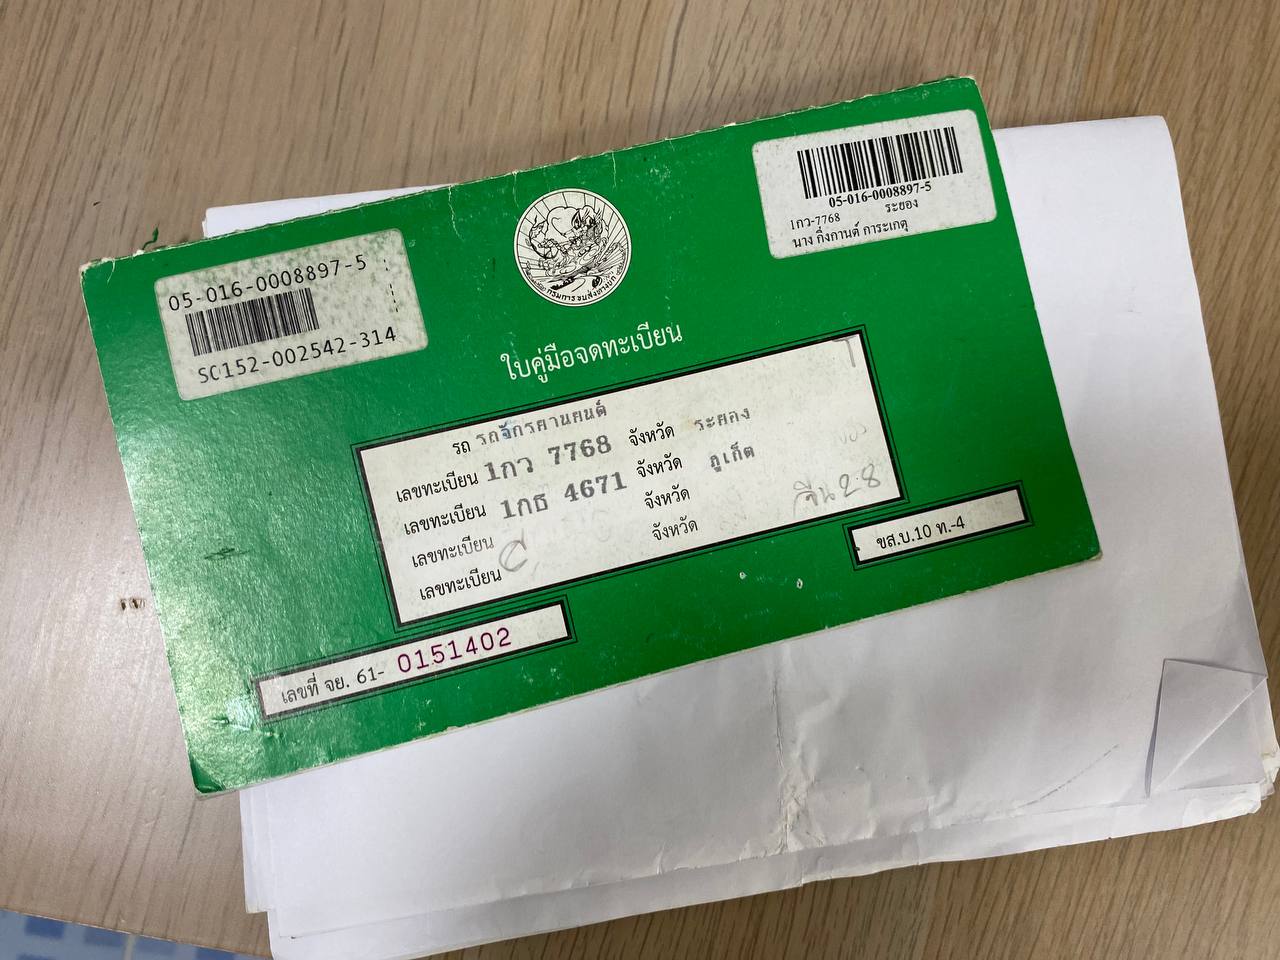 05-016-0008897-5
SC152-002542-314
05-016-0008897-5
1กว-7768 ระยอง
นาง กิ่งกานต์ การะเกตุ
กรมการขนส่งทางบก
ใบคู่มือจดทะเบียน
รถ รถจักรยานยนต์
เลขทะเบียน 1กว 7768 จังหวัด ระยอง
เลขทะเบียน 1กธ 4671 จังหวัด ภูเก็ต
เลขทะเบียน จังหวัด
เลขทะเบียน จังหวัด
28
ขส.บ.10 ท.-4
เลขที่ จย. 61- 0151402